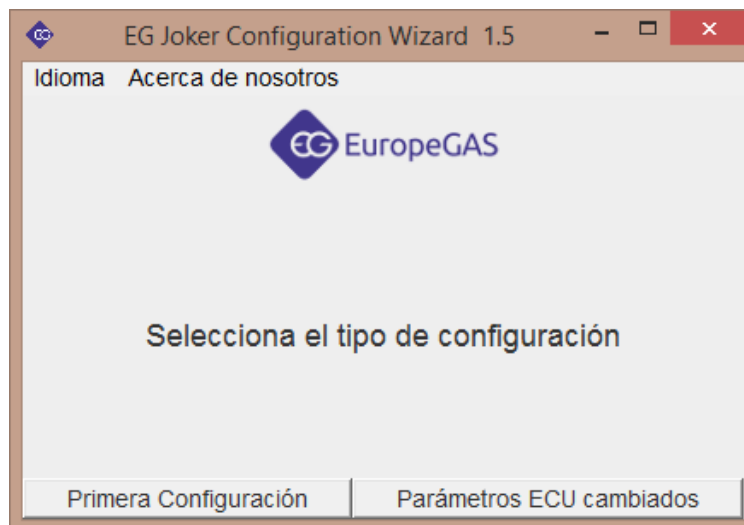 EG Joker Configuration Wizard 1.5
Idioma Acerca de nosotros
EG EuropeGAS
Selecciona el tipo de configuración
Primera Configuración Parámetros ECU cambiados